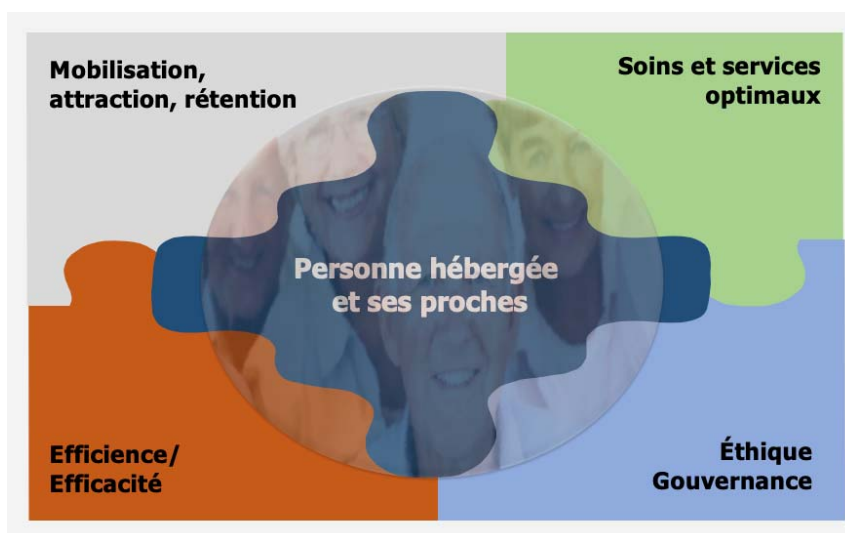 Mobilisation,
attraction, rétention
Soins et services
optimaux
Personne hébergée
et ses proches
Efficience/
Efficacité
Éthique
Gouvernance